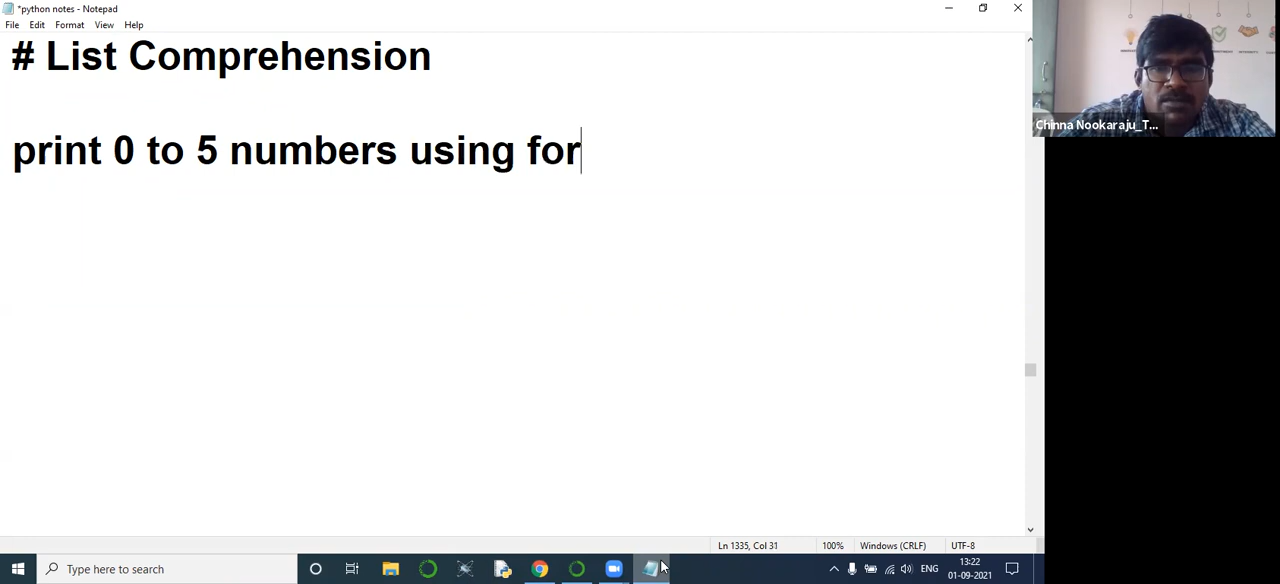 *python notes - Notepad
File Edit Format View Help
# List Comprehension
print 0 to 5 numbers using for
Chinna Nookaraju_T...
Ln 1335, Col 31 100% Windows (CRLF) UTF-8
Type here to search
ENG
13:22
01-09-2021